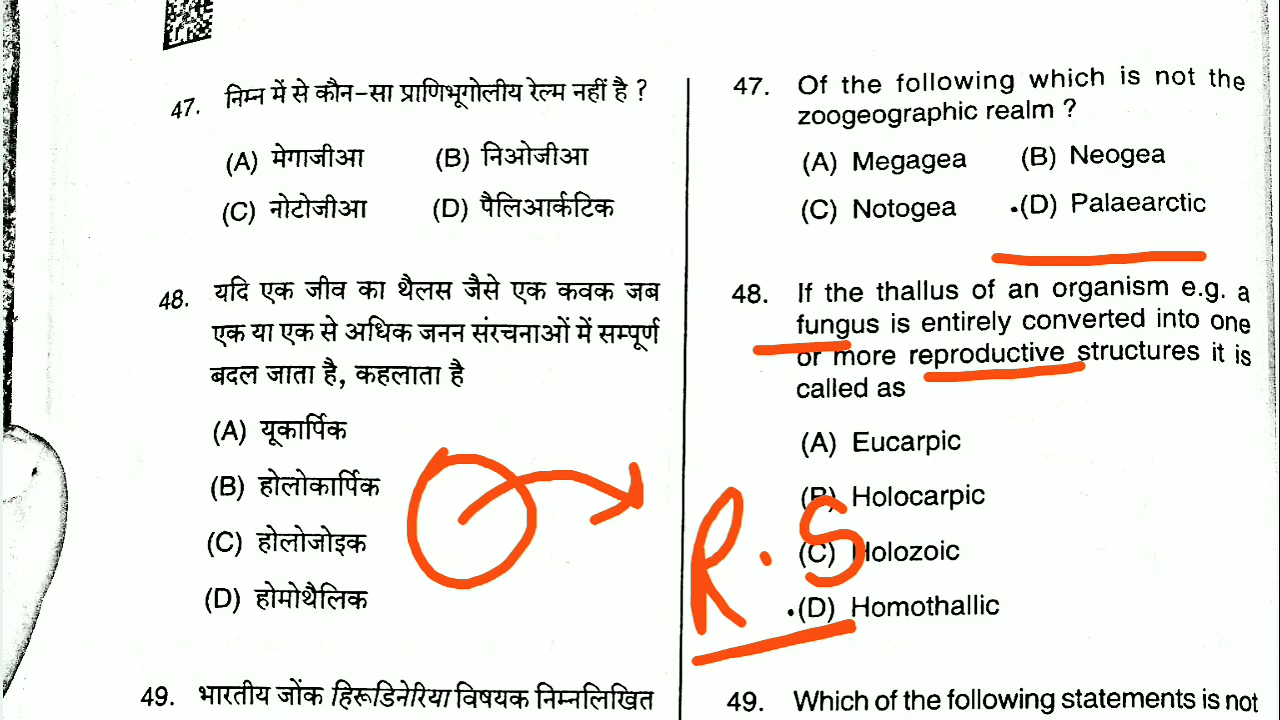 47. निम्न में से कौन-सा प्राणिभूगोलीय रेल्म नहीं है ?
(A) मेगाजीआ (B) निओजीआ
(C) नोटोजीआ (D) पैलिआर्कटिक
48. यदि एक जीव का थैलस जैसे एक कवक जब
एक या एक से अधिक जनन संरचनाओं में सम्पूर्ण
बदल जाता है, कहलाता है
(A) यूकार्पिक
(B) होलोकार्पिक
(C) होलोजोइक
(D) होमोथैलिक
49. भारतीय जोंक हिरूडिनेरिया विषयक निम्नलिखित
47. Of the following which is not the
zoogeographic realm ?
(A) Megagea (B) Neogea
(C) Notogea (D) Palaearctic
48. If the thallus of an organism e.g. a
fungus is entirely converted into one
or more reproductive structures it is
called as
(A) Eucarpic
(B) Holocarpic
(C) Holozoic
(D) Homothallic
R.S
49. Which of the following statements is not